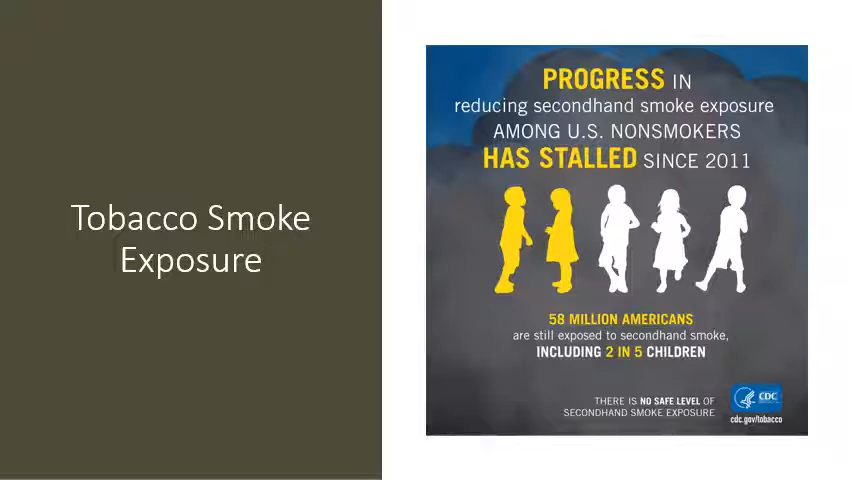 Tobacco Smoke
Exposure
PROGRESS IN
reducing secondhand smoke exposure
AMONG U.S. NONSMOKERS
HAS STALLED SINCE 2011
58 MILLION AMERICANS
are still exposed to secondhand smoke,
INCLUDING 2 IN 5 CHILDREN
THERE IS NO SAFE LEVEL OF
SECONDHAND SMOKE EXPOSURE
CDC
cdc.gov/tobacco